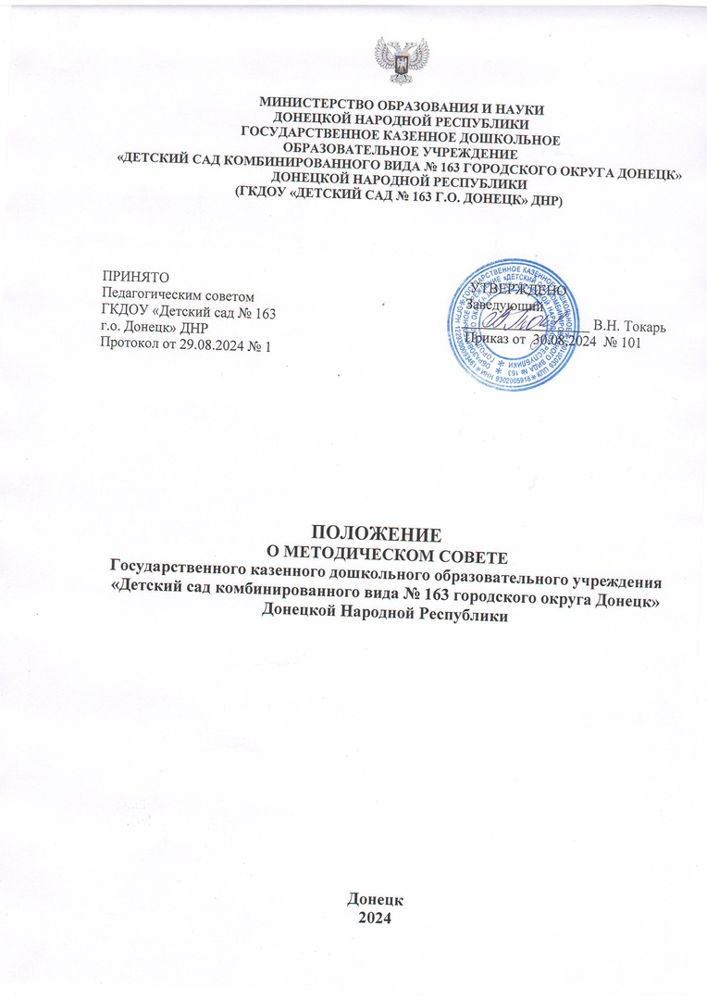 МИНИСТЕРСТВО ОБРАЗОВАНИЯ И НАУКИ
ДОНЕЦКОЙ НАРОДНОЙ РЕСПУБЛИКИ
ГОСУДАРСТВЕННОЕ КАЗЕННОЕ ДОШКОЛЬНОЕ
ОБРАЗОВАТЕЛЬНОЕ УЧРЕЖДЕНИЕ
«ДЕТСКИЙ САД КОМБИНИРОВАННОГО ВИДА № 163 ГОРОДСКОГО ОКРУГА ДОНЕЦК»
ДОНЕЦКОЙ НАРОДНОЙ РЕСПУБЛИКИ
(ГКДОУ «ДЕТСКИЙ САД № 163 Г.О. ДОНЕЦК» ДНР)
ПРИНЯТО
Педагогическим советом
ГКДОУ «Детский сад № 163
г.о. Донецк» ДНР
Протокол от 29.08.2024 № 1
УТВЕРЖДЕНО
Заведующий
В.Н. Токарь
Приказ от 30.08.2024 № 101
ПОЛОЖЕНИЕ
О МЕТОДИЧЕСКОМ СОВЕТЕ
Государственного казенного дошкольного образовательного учреждения
«Детский сад комбинированного вида № 163 городского округа Донецк»
Донецкой Народной Республики
Донецк
2024